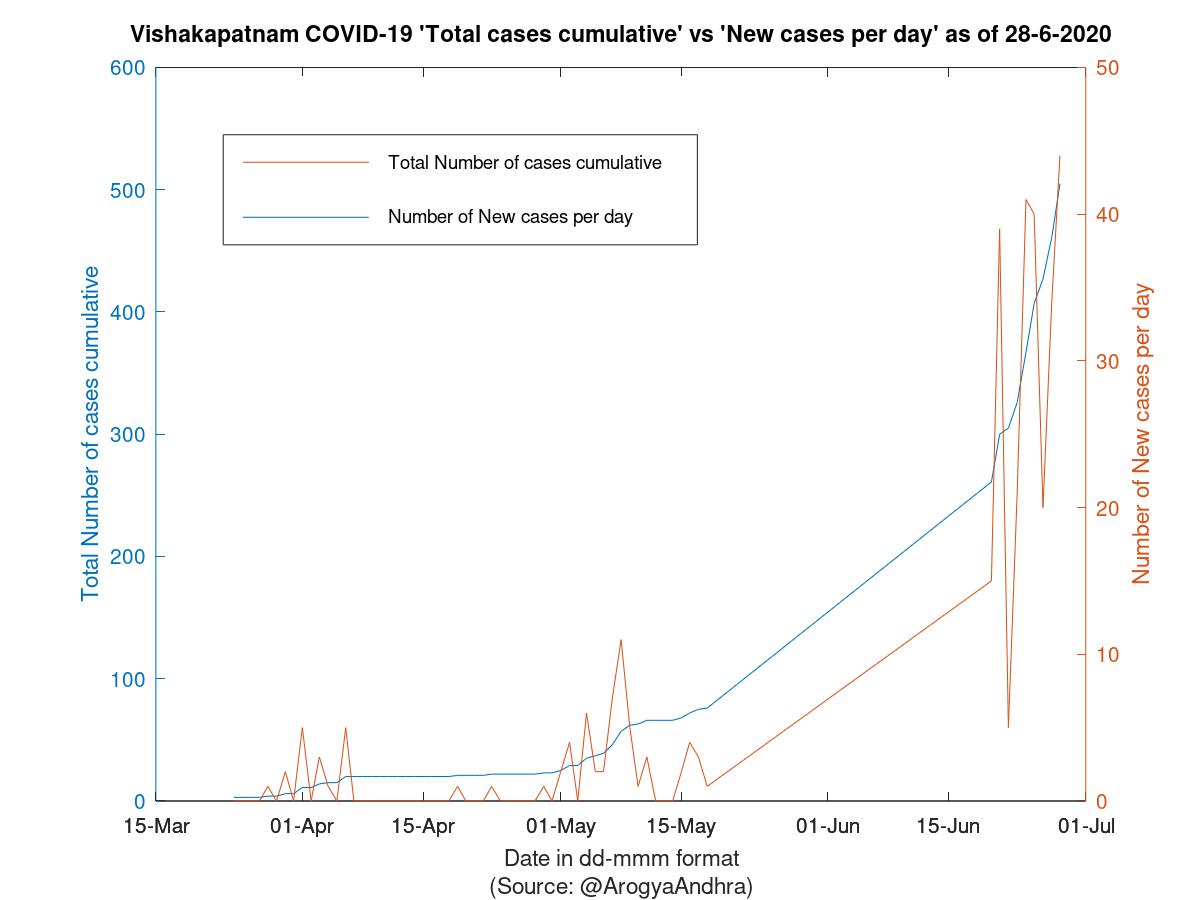 Vishakapatnam COVID-19 'Total cases cumulative' vs 'New cases per day' as of 28-6-2020
600
500
400
300
200
100
0
Total Number of cases cumulative
Total Number of cases cumulative
Number of New cases per day
50
40
30
20
10
0
Number of New cases per day
15-Mar 01-Apr 15-Apr 01-May 15-May 01-Jun 15-Jun 01-Jul
Date in dd-mmm format
(Source: @ArogyaAndhra)